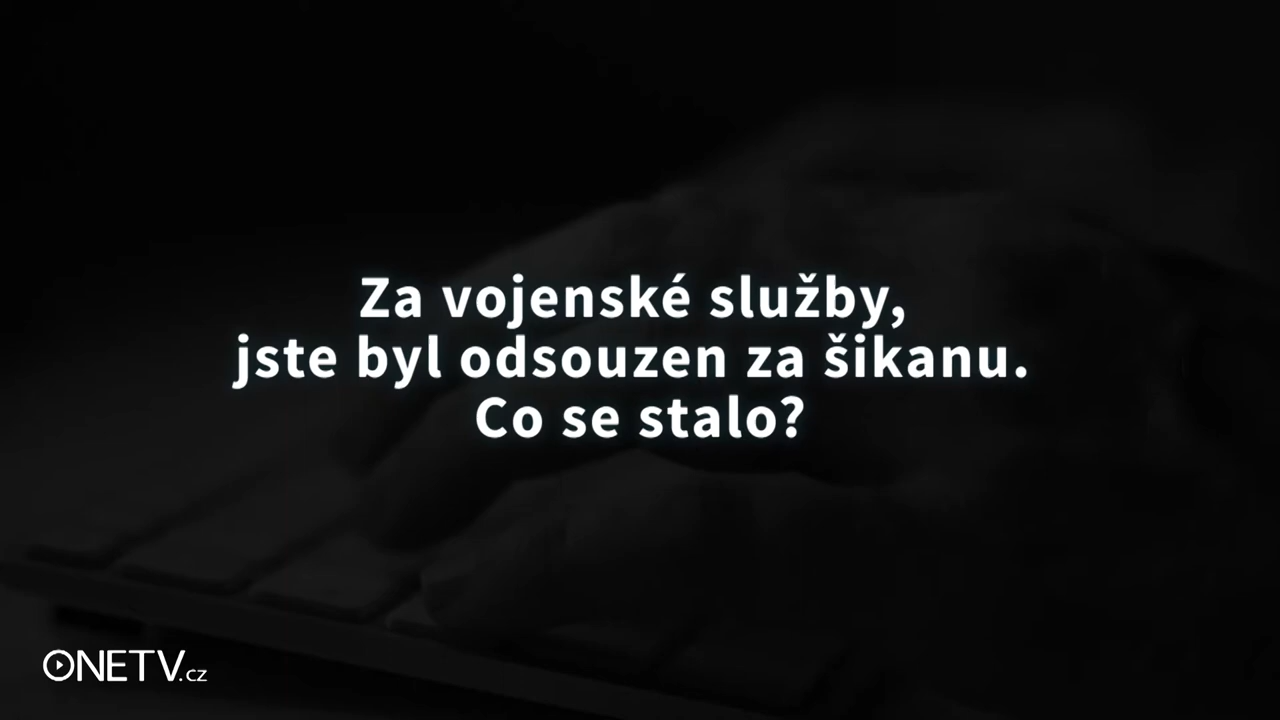 Za vojenské služby,
jste byl odsouzen za šikanu.
Co se stalo?
ONETV.cz